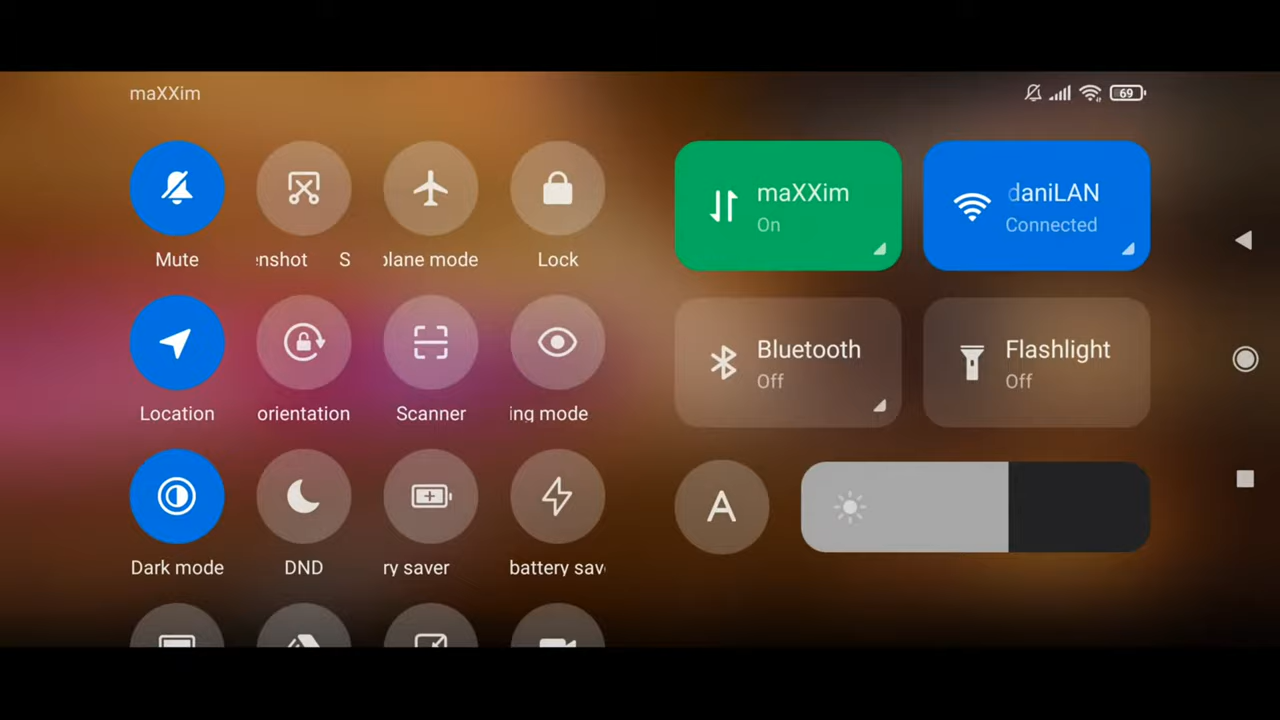 maXXim
69
Mute
enshot S
plane mode
Lock
Location
orientation
Scanner
ing mode
Dark mode
DND
ry saver
battery sav
maXXim
On
daniLAN
Connected
Bluetooth
Off
Flashlight
Off
A